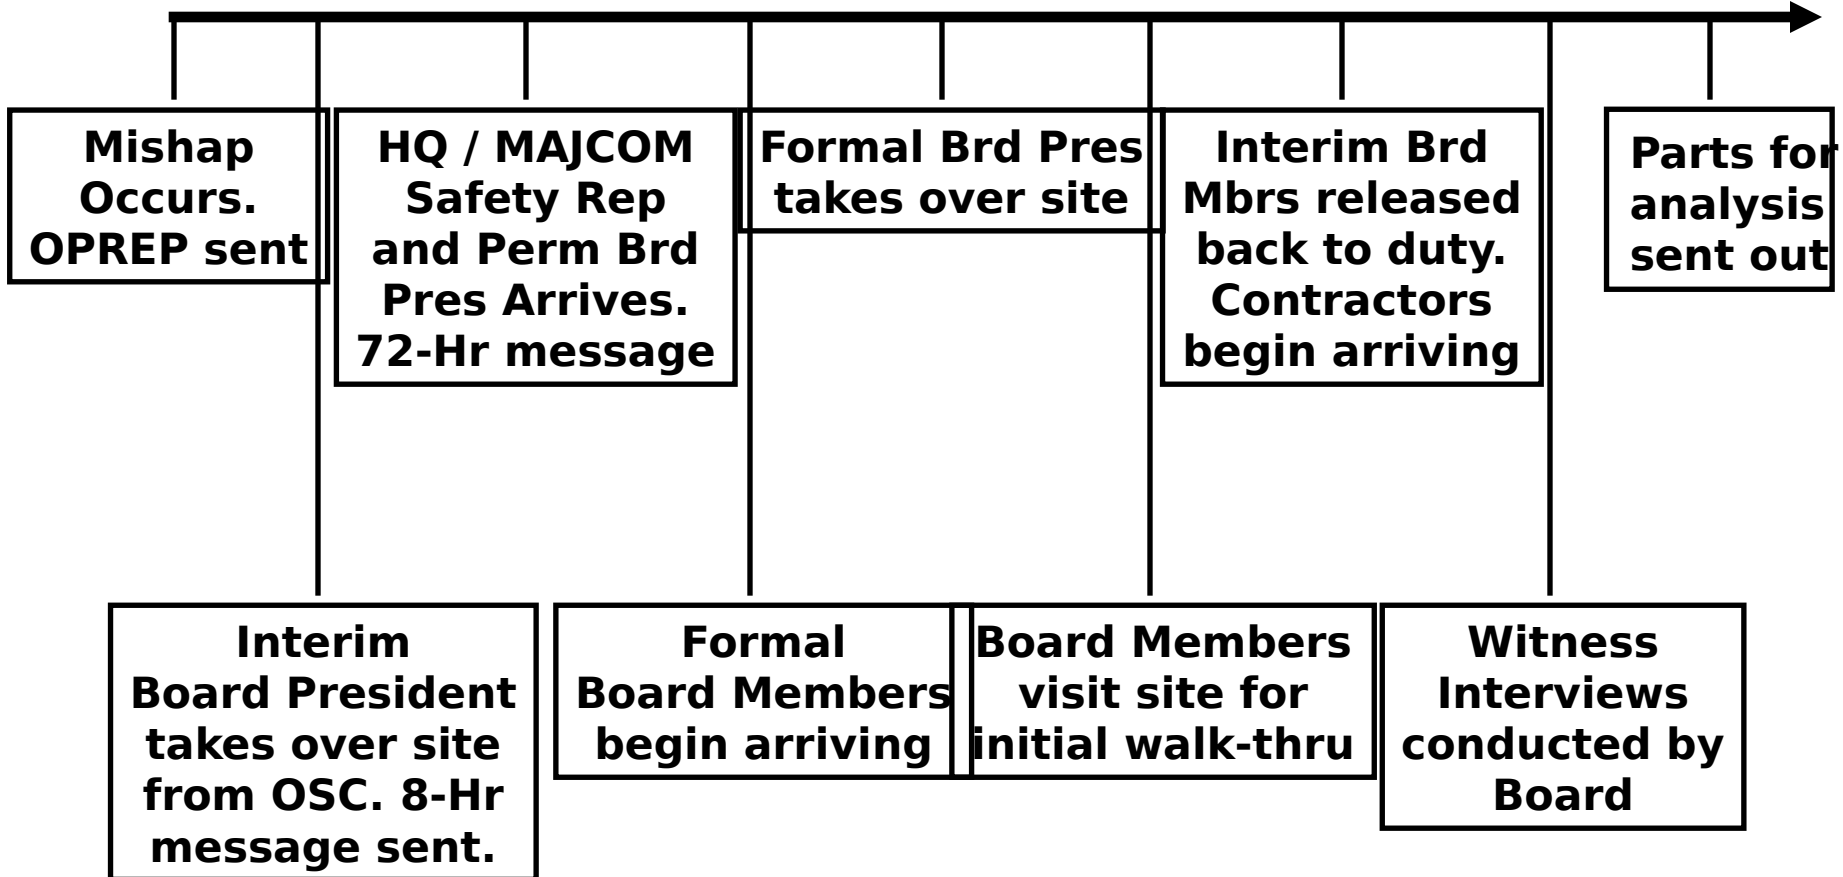 Mishap
Occurs.
OPREP sent
HQ / MAJCOM
Safety Rep
and Perm Brd
Pres Arrives.
72-Hr message
Formal Brd Pres
takes over site
Interim Brd
Mbrs released
back to duty.
Contractors
begin arriving
Parts for
analysis
sent out
Interim
Board President
takes over site
from OSC. 8-Hr
message sent.
Formal
Board Members
begin arriving
Board Members
visit site for
initial walk-thru
Witness
Interviews
conducted by
Board